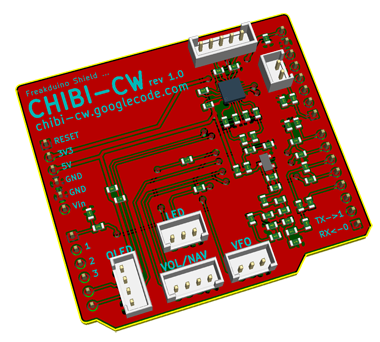 Freakduino Shield ...
CHIBI-CW rev 1.0
chibi-cw.googlecode.com
RESET
3V3
5V
GND
GND
Vin
1
2
3
OLED
LED
VOL/NAV
VFO
TX->1
RX<-0